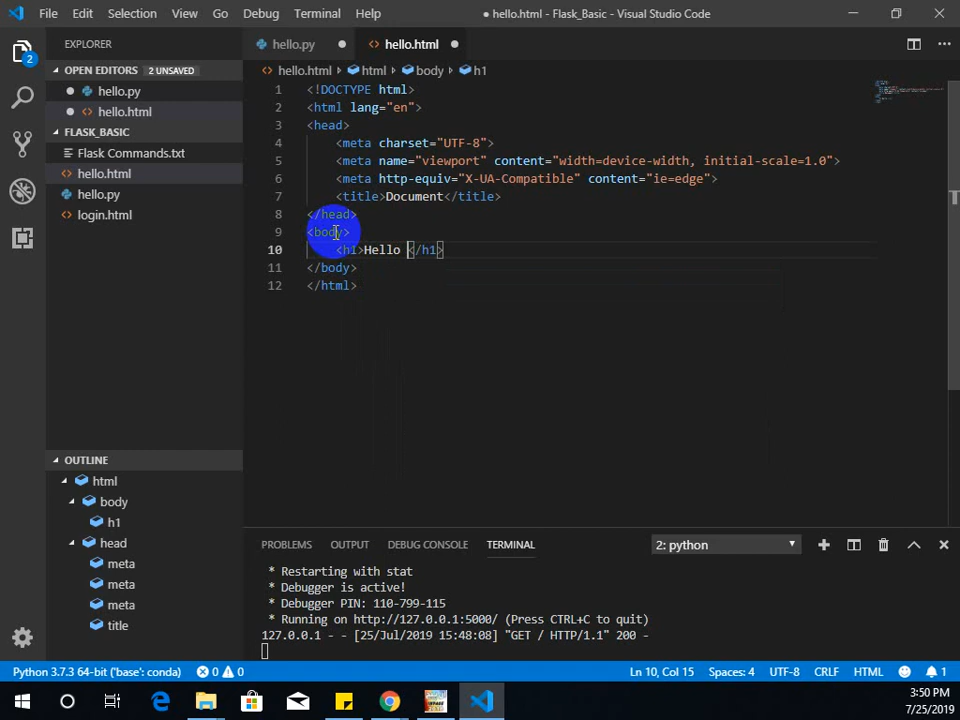 File Edit Selection View Go Debug Terminal Help
● hello.html - Flask_Basic - Visual Studio Code
EXPLORER
OPEN EDITORS 2 UNSAVED
hello.py
hello.html
FLASK_BASIC
Flask Commands.txt
hello.html
hello.py
login.html
OUTLINE
html
body
h1
head
meta
meta
meta
title
2
hello.py ● hello.html ●
hello.html › html › body › h1
1 <!DOCTYPE html>
2 <html lang="en">
3 <head>
4 <meta charset="UTF-8">
5 <meta name="viewport" content="width=device-width, initial-scale=1.0">
6 <meta http-equiv="X-UA-Compatible" content="ie=edge">
7 <title>Document</title>
8 </head>
9 <body>
10 <h1>Hello </h1>
11 </body>
12 </html>
PROBLEMS OUTPUT DEBUG CONSOLE TERMINAL 2: python
* Restarting with stat
* Debugger is active!
* Debugger PIN: 110-799-115
* Running on http://127.0.0.1:5000/ (Press CTRL+C to quit)
127.0.0.1 - - [25/Jul/2019 15:48:08] "GET / HTTP/1.1" 200 -
Python 3.7.3 64-bit ('base': conda) 0 0 Ln 10, Col 15 Spaces: 4 UTF-8 CRLF HTML 1
3:50 PM
7/25/2019